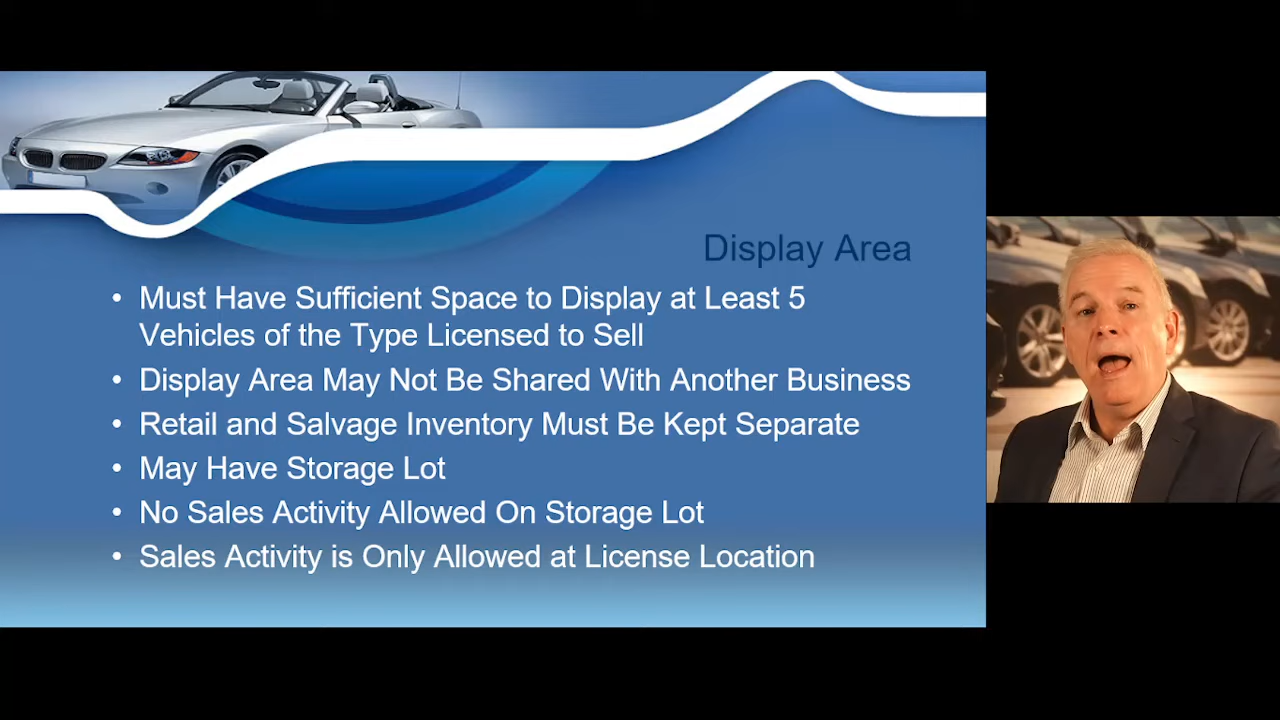 Display Area
• Must Have Sufficient Space to Display at Least 5
Vehicles of the Type Licensed to Sell
• Display Area May Not Be Shared With Another Business
• Retail and Salvage Inventory Must Be Kept Separate
• May Have Storage Lot
• No Sales Activity Allowed On Storage Lot
• Sales Activity is Only Allowed at License Location